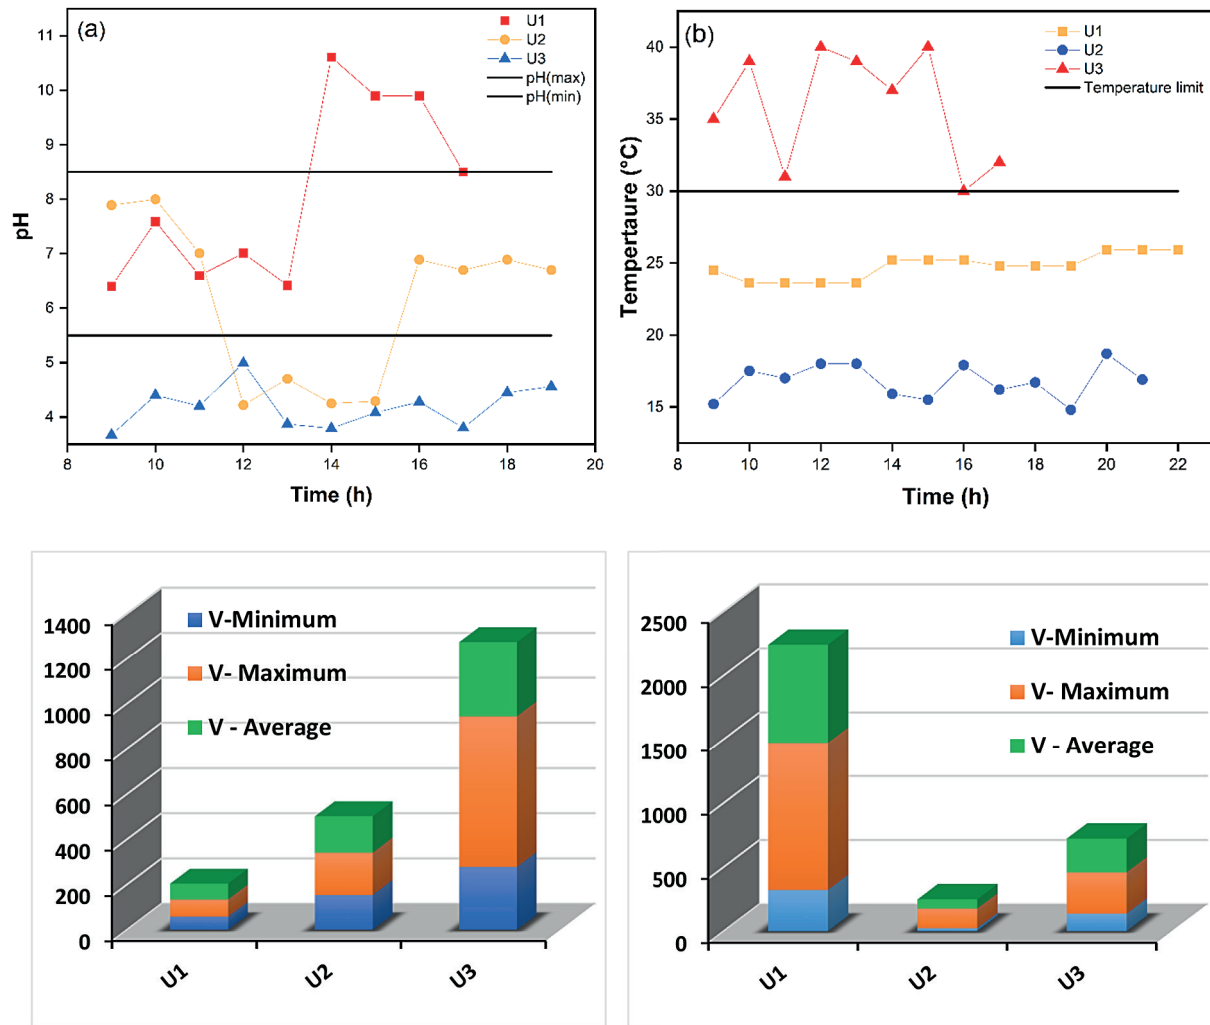 (a)
U1
U2
U3
pH(max)
pH(min)
11
10
9
8
7
6
5
4
pH
8 10 12 14 16 18 20
Time (h)
(b)
U1
U2
U3
Temperature limit
40
35
30
25
20
15
Tempertaure (°C)
8 10 12 14 16 18 20 22
Time (h)
V-Minimum
V- Maximum
V - Average
1400
1200
1000
800
600
400
200
0
U1 U2 U3
V-Minimum
V- Maximum
V - Average
2500
2000
1500
1000
500
0
U1 U2 U3